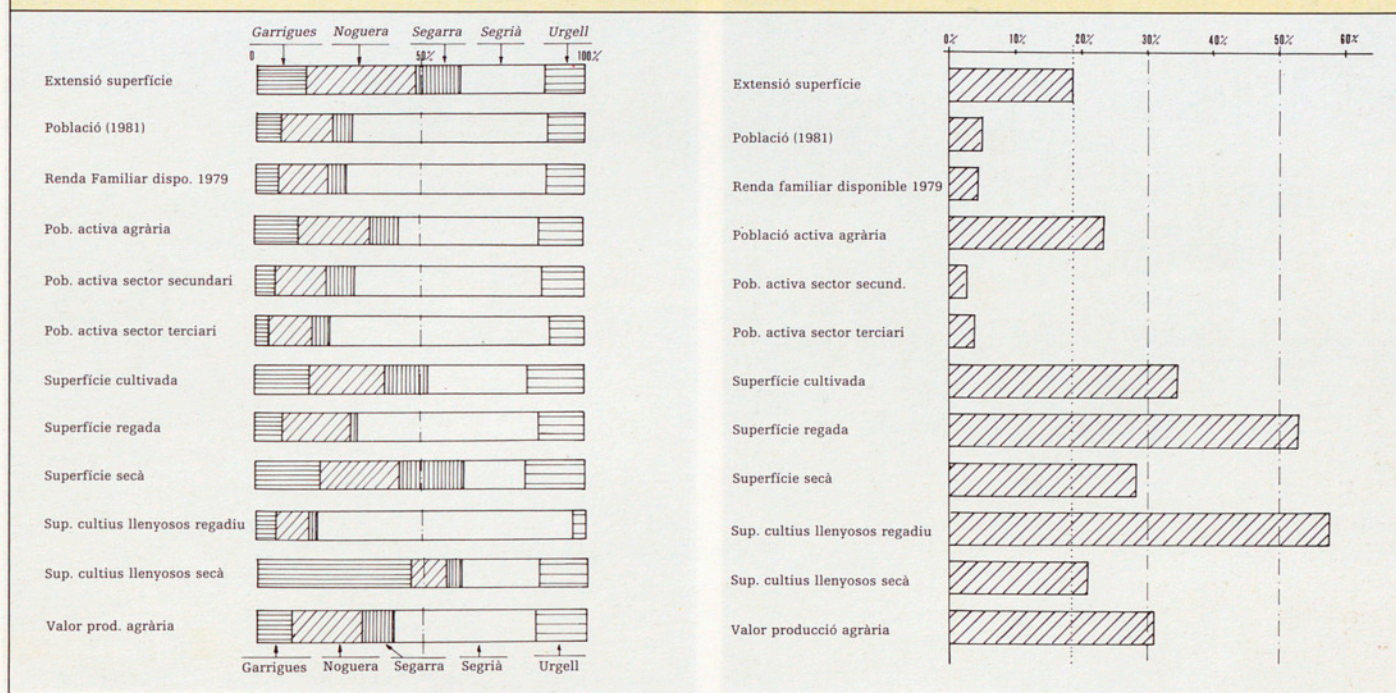 Garrigues Noguera Segarra Segrià Urgell
0 50% 100%
Extensió superfície
Població (1981)
Renda Familiar dispo. 1979
Pob. activa agrària
Pob. activa sector secundari
Pob. activa sector terciari
Superfície cultivada
Superfície regada
Superfície secà
Sup. cultius llenyosos regadiu
Sup. cultius llenyosos secà
Valor prod. agrària
Garrigues Noguera Segarra Segrià Urgell
0% 10% 20% 30% 40% 50% 60%
Extensió superfície
Població (1981)
Renda familiar disponible 1979
Població activa agrària
Pob. activa sector secund.
Pob. activa sector terciari
Superfície cultivada
Superfície regada
Superfície secà
Sup. cultius llenyosos regadiu
Sup. cultius llenyosos secà
Valor producció agrària